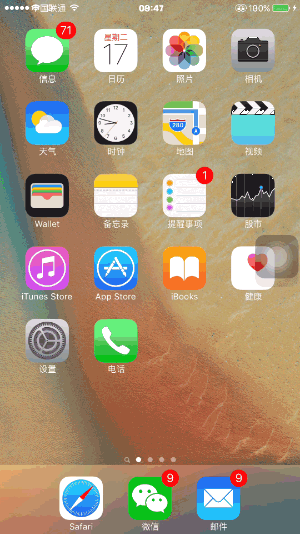 中国联通 09:47 100%
71
星期二
17
信息 日历 照片 相机
280
天气 时钟 地图 视频
1
Wallet 备忘录 提醒事项 股市
iTunes Store App Store iBooks 健康
设置 电话
9 9
Safari 微信 邮件